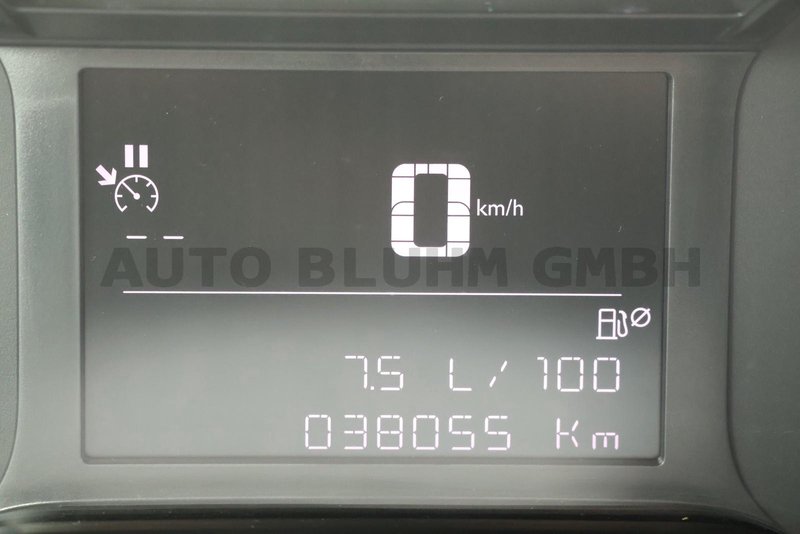 0 km/h
-- --
AUTO BLUHM GMBH
7.5 L/100
038055 Km